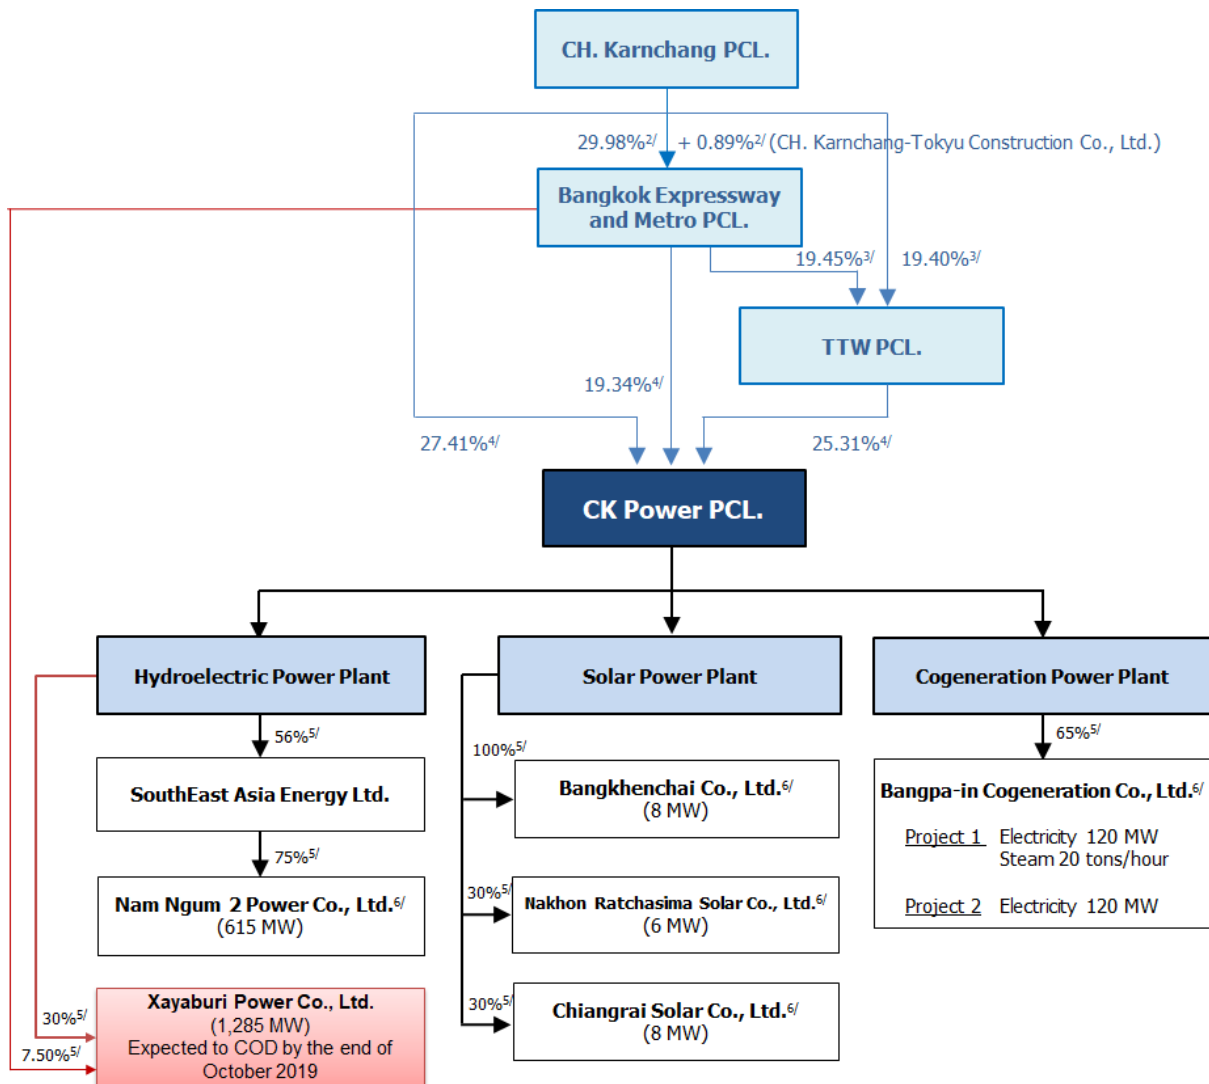 CH. Karnchang PCL.
29.98%2/ + 0.89%2/ (CH. Karnchang-Tokyu Construction Co., Ltd.)
Bangkok Expressway
and Metro PCL.
19.45%3/ 19.40%3/
TTW PCL.
19.34%4/
27.41%4/ 25.31%4/
CK Power PCL.
Hydroelectric Power Plant
Solar Power Plant
Cogeneration Power Plant
56%5/
SouthEast Asia Energy Ltd.
75%5/
Nam Ngum 2 Power Co., Ltd.6/
(615 MW)
30%5/
7.50%5/
Xayaburi Power Co., Ltd.
(1,285 MW)
Expected to COD by the end of
October 2019
100%5/
Bangkhenchai Co., Ltd.6/
(8 MW)
30%5/
Nakhon Ratchasima Solar Co., Ltd.6/
(6 MW)
30%5/
Chiangrai Solar Co., Ltd.6/
(8 MW)
65%5/
Bangpa-in Cogeneration Co., Ltd.6/
Project 1 Electricity 120 MW
Steam 20 tons/hour
Project 2 Electricity 120 MW